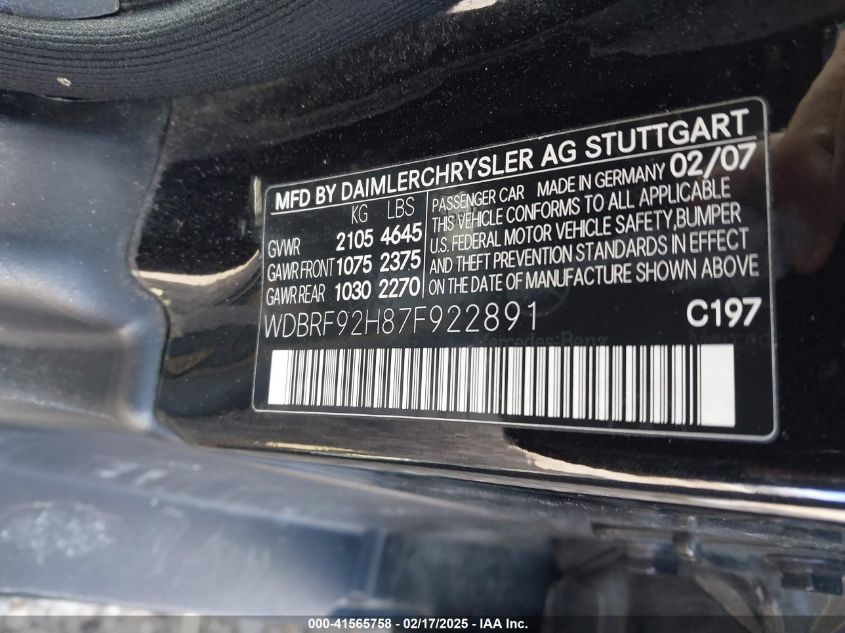 MFD BY DAIMLERCHRYSLER AG STUTTGART
KG LBS
GVWR 2105 4645
GAWR FRONT 1075 2375
GAWR REAR 1030 2270
02/07
PASSENGER CAR MADE IN GERMANY
THIS VEHICLE CONFORMS TO ALL APPLICABLE
U.S. FEDERAL MOTOR VEHICLE SAFETY,BUMPER
AND THEFT PREVENTION STANDARDS IN EFFECT
ON THE DATE OF MANUFACTURE SHOWN ABOVE
WDBRF92H87F922891
C197
Mercedes-Benz
000-41565758 - 02/17/2025 - IAA Inc.